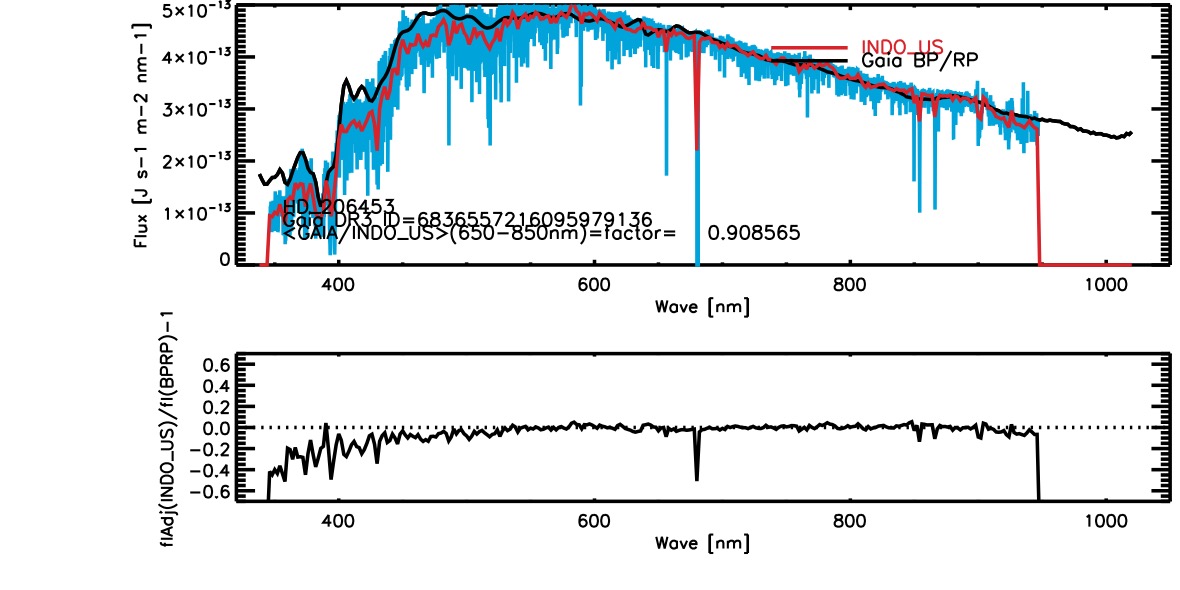 5×10−13
4×10−13
3×10−13
2×10−13
1×10−13
0
Flux [J s−1 m−2 nm−1]
INDO_US
Gaia BP/RP
HD_206453
Gaia DR3 ID=6836557216095979136
<GAIA/INDO_US>(650−850nm)=factor= 0.908565
400 600 800 1000
Wave [nm]
flAdj(INDO_US)/fl(BPRP)−1
0.6
0.4
0.2
0.0
−0.2
−0.4
−0.6
400 600 800 1000
Wave [nm]